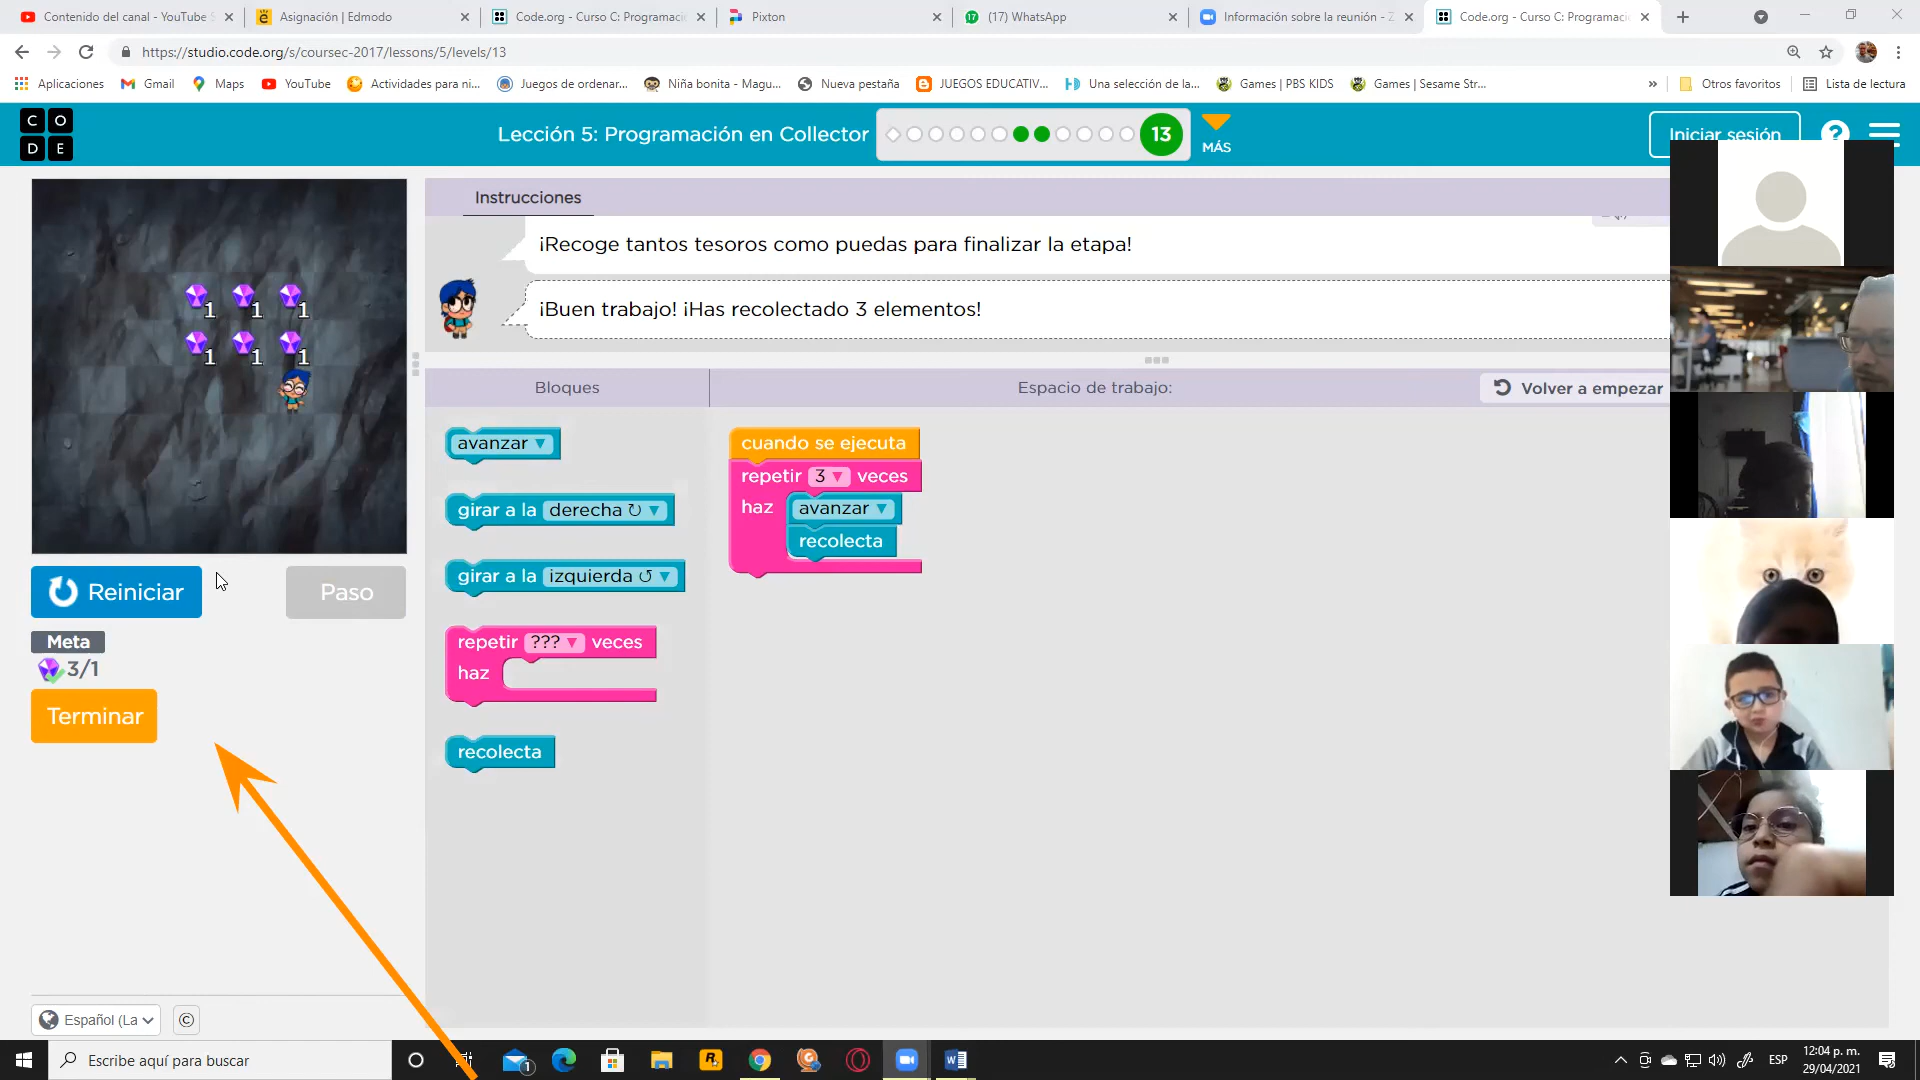 Contenido del canal - YouTube S
Asignación | Edmodo
Code.org - Curso C: Programació
Pixton
(17) WhatsApp
Información sobre la reunión - Z
Code.org - Curso C: Programació
https://studio.code.org/s/coursec-2017/lessons/5/levels/13
Aplicaciones
Gmail
Maps
YouTube
Actividades para ni...
Juegos de ordenar...
Niña bonita - Magu...
Nueva pestaña
JUEGOS EDUCATIV...
Una selección de la...
Games | PBS KIDS
Games | Sesame Str...
»
Otros favoritos
Lista de lectura
C O
D E
Lección 5: Programación en Collector
13
MÁS
Iniciar sesión
?
Instrucciones
¡Recoge tantos tesoros como puedas para finalizar la etapa!
¡Buen trabajo! ¡Has recolectado 3 elementos!
1 1 1
1 1 1
Bloques
Espacio de trabajo:
Volver a empezar
avanzar
girar a la derecha
girar a la izquierda
repetir ??? veces
haz
recolecta
cuando se ejecuta
repetir 3 veces
haz avanzar
recolecta
Reiniciar
Paso
Meta
3/1
Terminar
Español (La
©
Escribe aquí para buscar
1
R
W
ESP
12:04 p. m.
29/04/2021